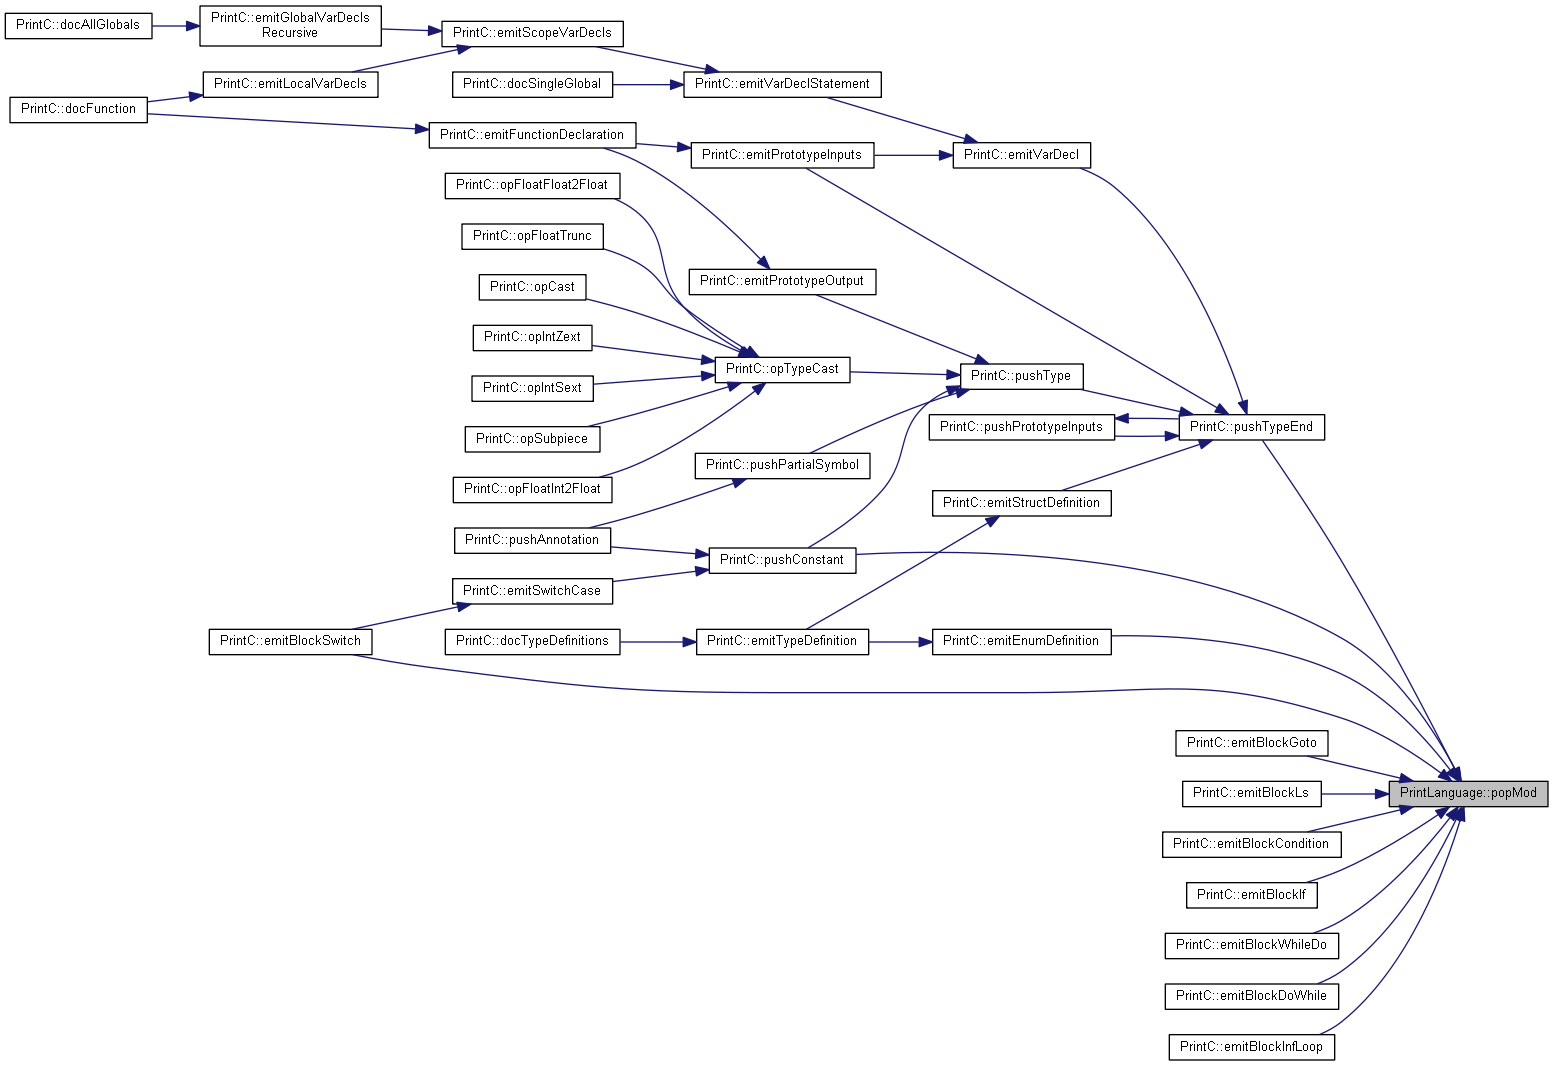 PrintC::docAllGlobals
PrintC::emitGlobalVarDecls
Recursive
PrintC::emitScopeVarDecls
PrintC::emitLocalVarDecls
PrintC::docSingleGlobal
PrintC::emitVarDeclStatement
PrintC::docFunction
PrintC::emitFunctionDeclaration
PrintC::emitPrototypeInputs
PrintC::emitVarDecl
PrintC::opFloatFloat2Float
PrintC::opFloatTrunc
PrintC::opCast
PrintC::emitPrototypeOutput
PrintC::opIntZext
PrintC::opTypeCast
PrintC::pushType
PrintC::opIntSext
PrintC::opSubpiece
PrintC::pushPrototypeInputs
PrintC::pushTypeEnd
PrintC::pushPartialSymbol
PrintC::opFloatInt2Float
PrintC::emitStructDefinition
PrintC::pushAnnotation
PrintC::pushConstant
PrintC::emitSwitchCase
PrintC::emitBlockSwitch
PrintC::docTypeDefinitions
PrintC::emitTypeDefinition
PrintC::emitEnumDefinition
PrintC::emitBlockGoto
PrintC::emitBlockLs
PrintLanguage::popMod
PrintC::emitBlockCondition
PrintC::emitBlockIf
PrintC::emitBlockWhileDo
PrintC::emitBlockDoWhile
PrintC::emitBlockInfLoop